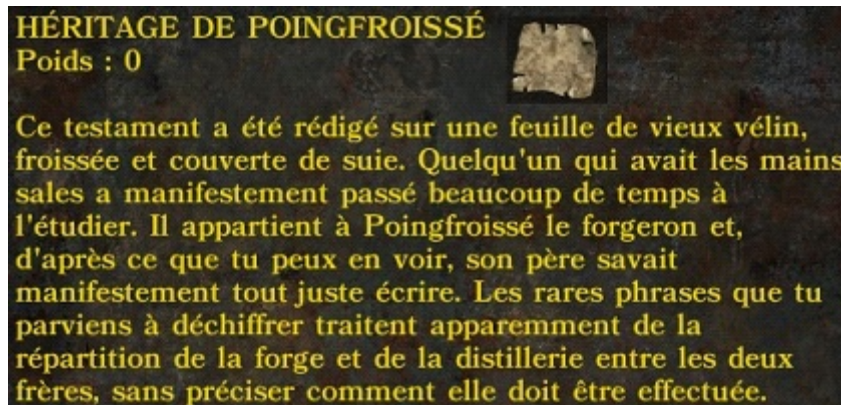 HÉRITAGE DE POINGFROISSÉ
Poids : 0
Ce testament a été rédigé sur une feuille de vieux vélin,
froissée et couverte de suie. Quelqu'un qui avait les mains
sales a manifestement passé beaucoup de temps à
l'étudier. Il appartient à Poingfroissé le forgeron et,
d'après ce que tu peux en voir, son père savait
manifestement tout juste écrire. Les rares phrases que tu
parviens à déchiffrer traitent apparemment de la
répartition de la forge et de la distillerie entre les deux
frères, sans préciser comment elle doit être effectuée.